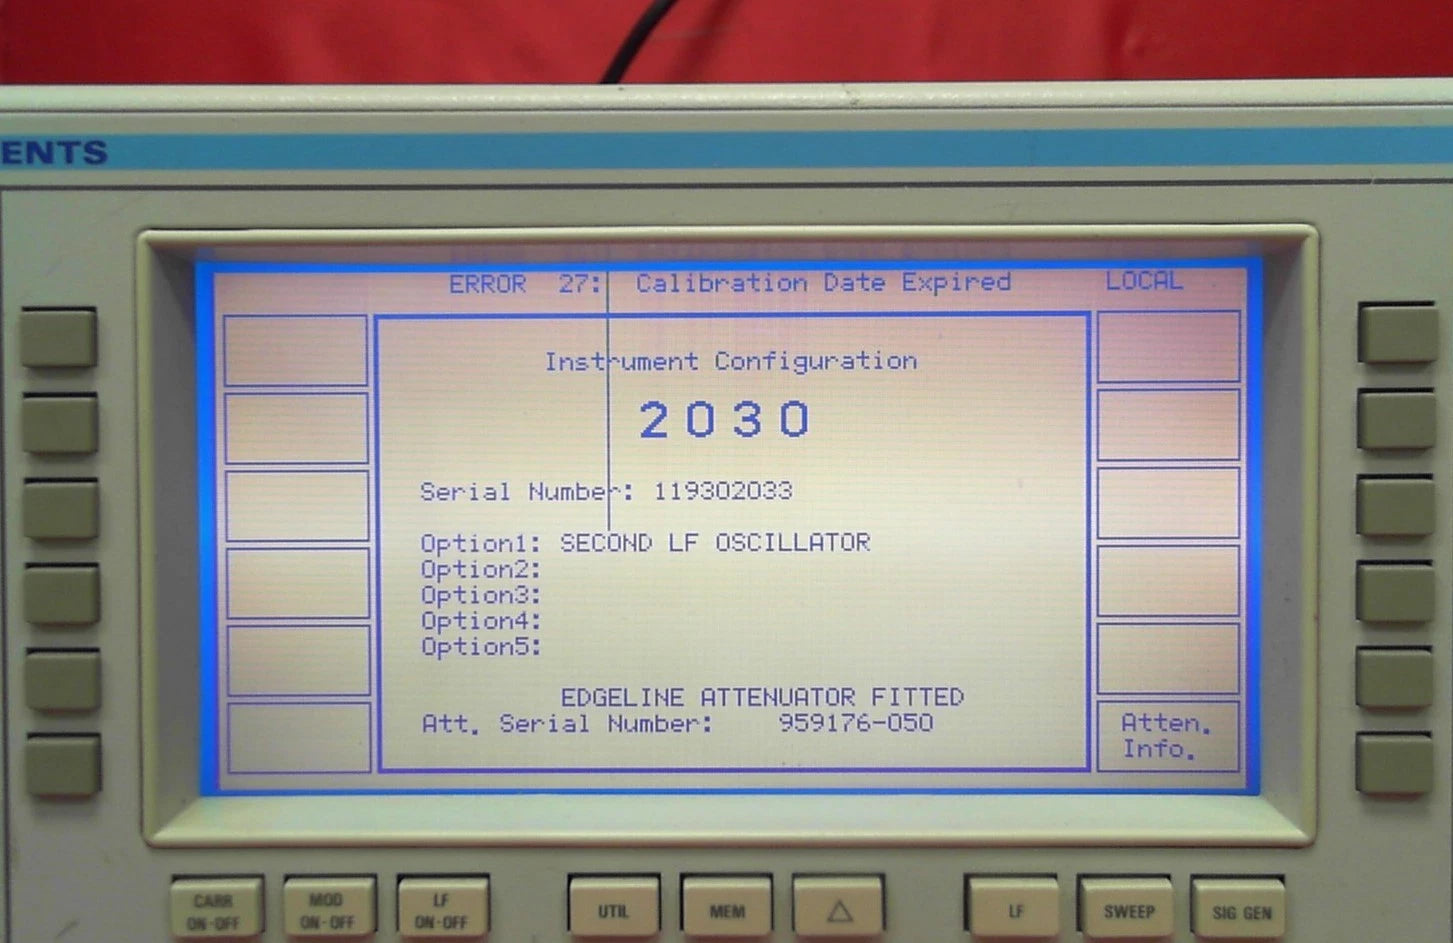 ENTS
ERROR 27: Calibration Date Expired LOCAL
Instrument Configuration
2030
Serial Number: 119302033
Option1: SECOND LF OSCILLATOR
Option2:
Option3:
Option4:
Option5:
EDGELINE ATTENUATOR FITTED
Att. Serial Number: 959176-050
Atten.
Info.
CARR
ON-OFF
MOD
ON-OFF
LF
ON-OFF
UTIL
MEM
△
LF
SWEEP
SIG GEN